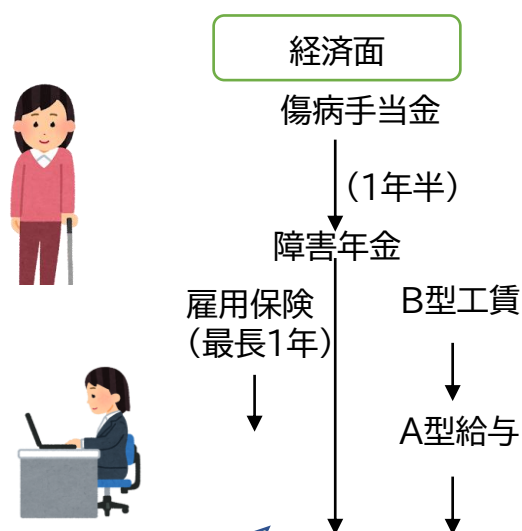 経済面
傷病手当金
（1年半）
障害年金
雇用保険
（最長1年）
B型工賃
A型給与